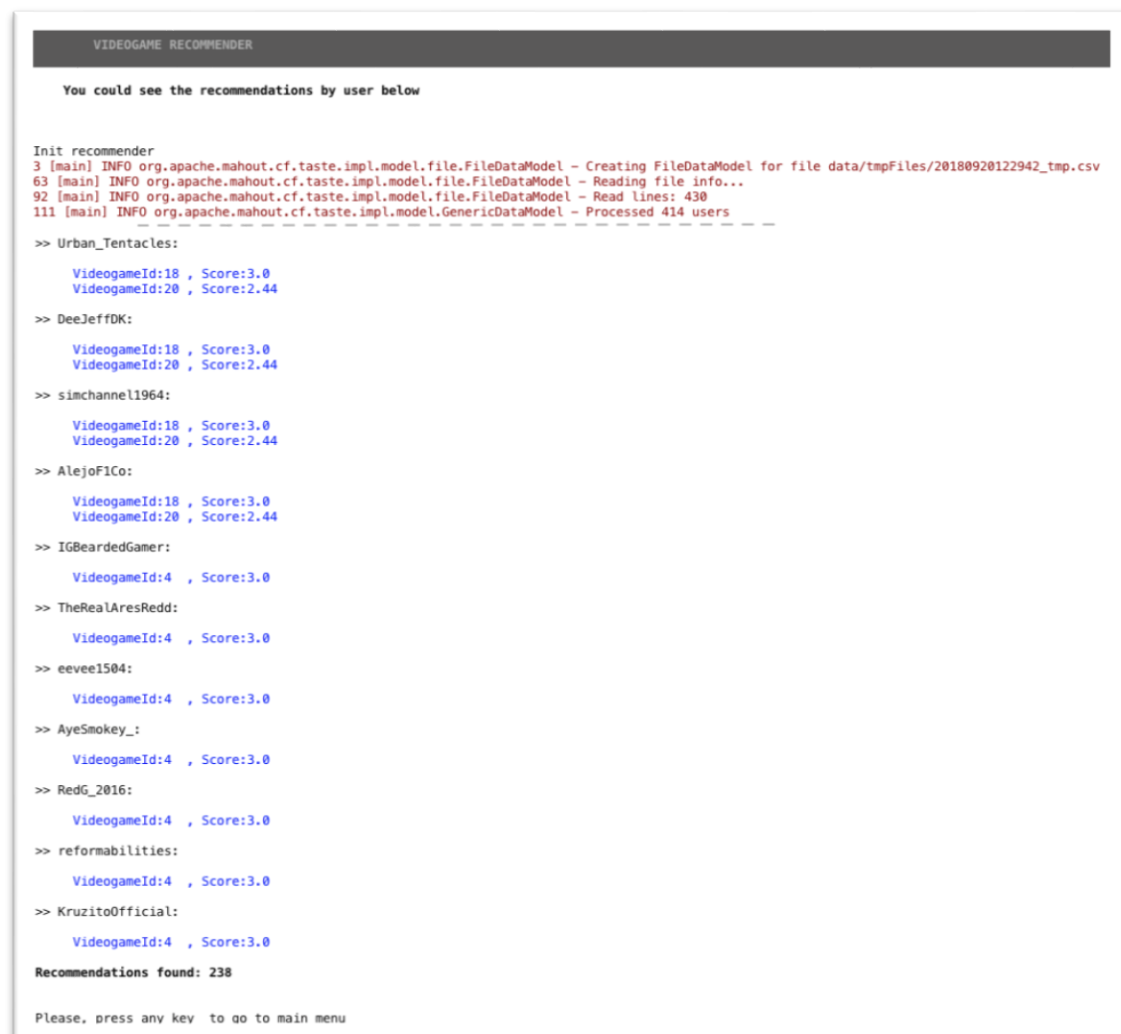 VIDEOGAME RECOMMENDER
You could see the recommendations by user below
Init recommender
3 [main] INFO org.apache.mahout.cf.taste.impl.model.file.FileDataModel – Creating FileDataModel for file data/tmpFiles/20180920122942_tmp.csv
63 [main] INFO org.apache.mahout.cf.taste.impl.model.file.FileDataModel – Reading file info...
92 [main] INFO org.apache.mahout.cf.taste.impl.model.file.FileDataModel – Read lines: 430
111 [main] INFO org.apache.mahout.cf.taste.impl.model.GenericDataModel – Processed 414 users
>> Urban_Tentacles:
VideogameId:18 , Score:3.0
VideogameId:20 , Score:2.44
>> DeeJeffDK:
VideogameId:18 , Score:3.0
VideogameId:20 , Score:2.44
>> simchannel1964:
VideogameId:18 , Score:3.0
VideogameId:20 , Score:2.44
>> AlejoF1Co:
VideogameId:18 , Score:3.0
VideogameId:20 , Score:2.44
>> IGBeardedGamer:
VideogameId:4  , Score:3.0
>> TheRealAresRedd:
VideogameId:4  , Score:3.0
>> eevee1504:
VideogameId:4  , Score:3.0
>> AyeSmokey_:
VideogameId:4  , Score:3.0
>> RedG_2016:
VideogameId:4  , Score:3.0
>> reformabilities:
VideogameId:4  , Score:3.0
>> KruzitoOfficial:
VideogameId:4  , Score:3.0
Recommendations found: 238
Please, press any key  to go to main menu